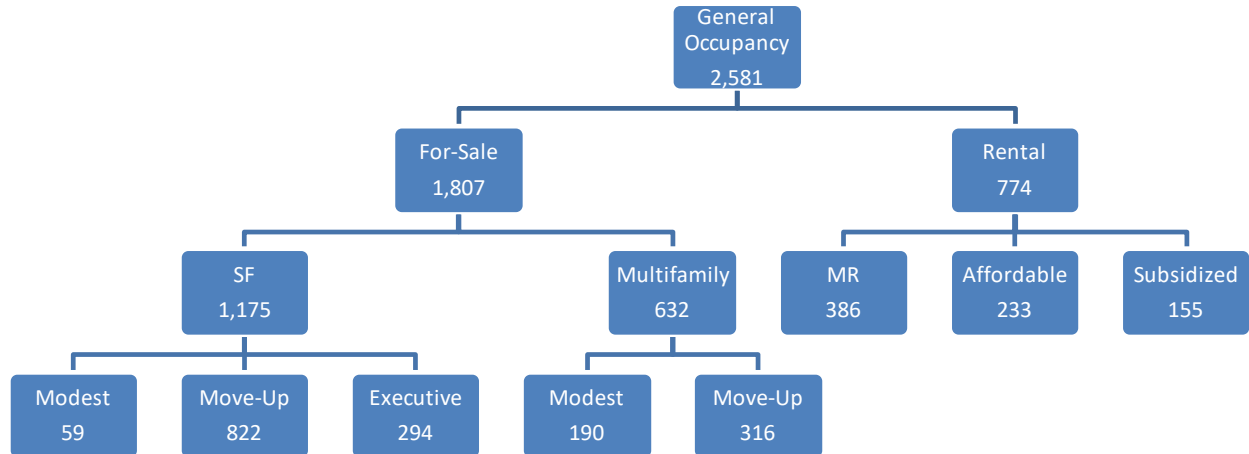 General
Occupancy
2,581
For-Sale
1,807
Rental
774
SF
1,175
Multifamily
632
MR
386
Affordable
233
Subsidized
155
Modest
59
Move-Up
822
Executive
294
Modest
190
Move-Up
316